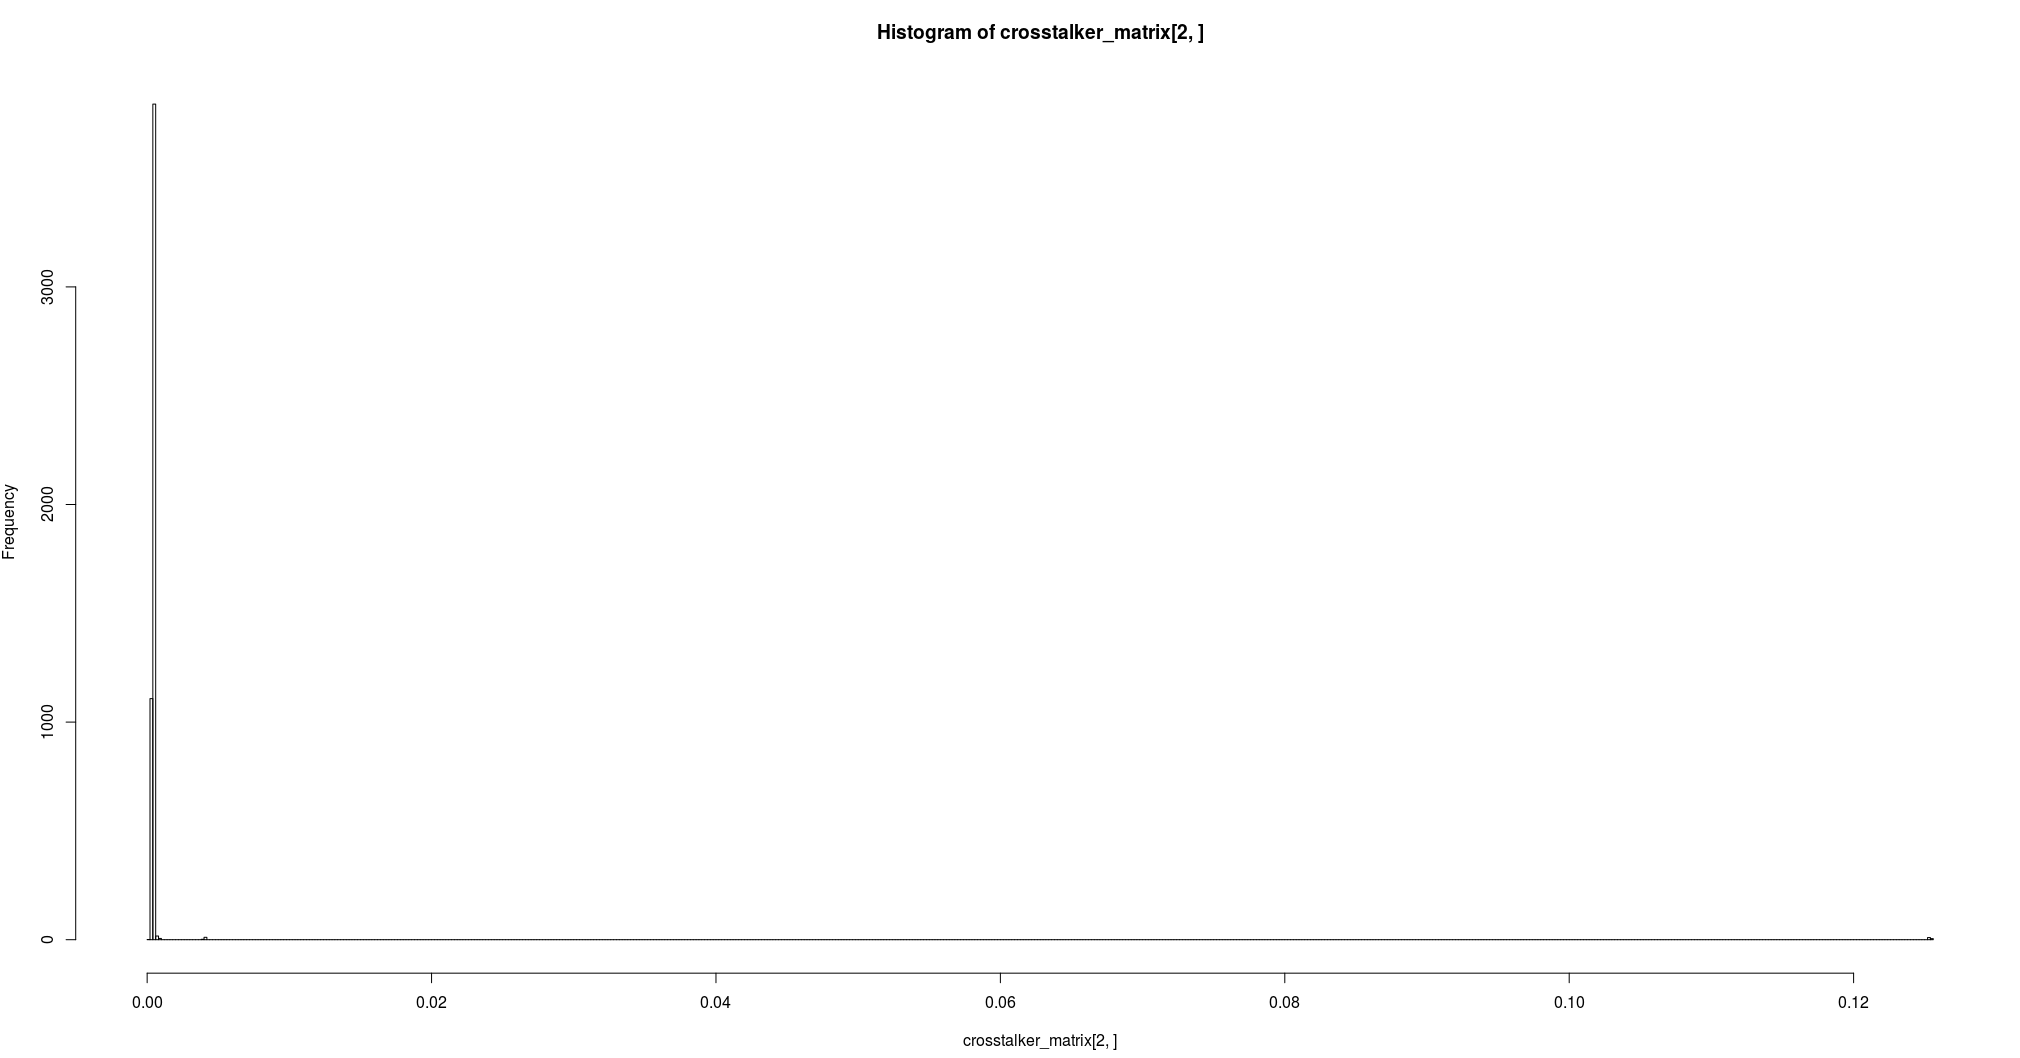 Histogram of crosstalker_matrix[2, ]
Frequency
3000
2000
1000
0
0.00 0.02 0.04 0.06 0.08 0.10 0.12
crosstalker_matrix[2, ]